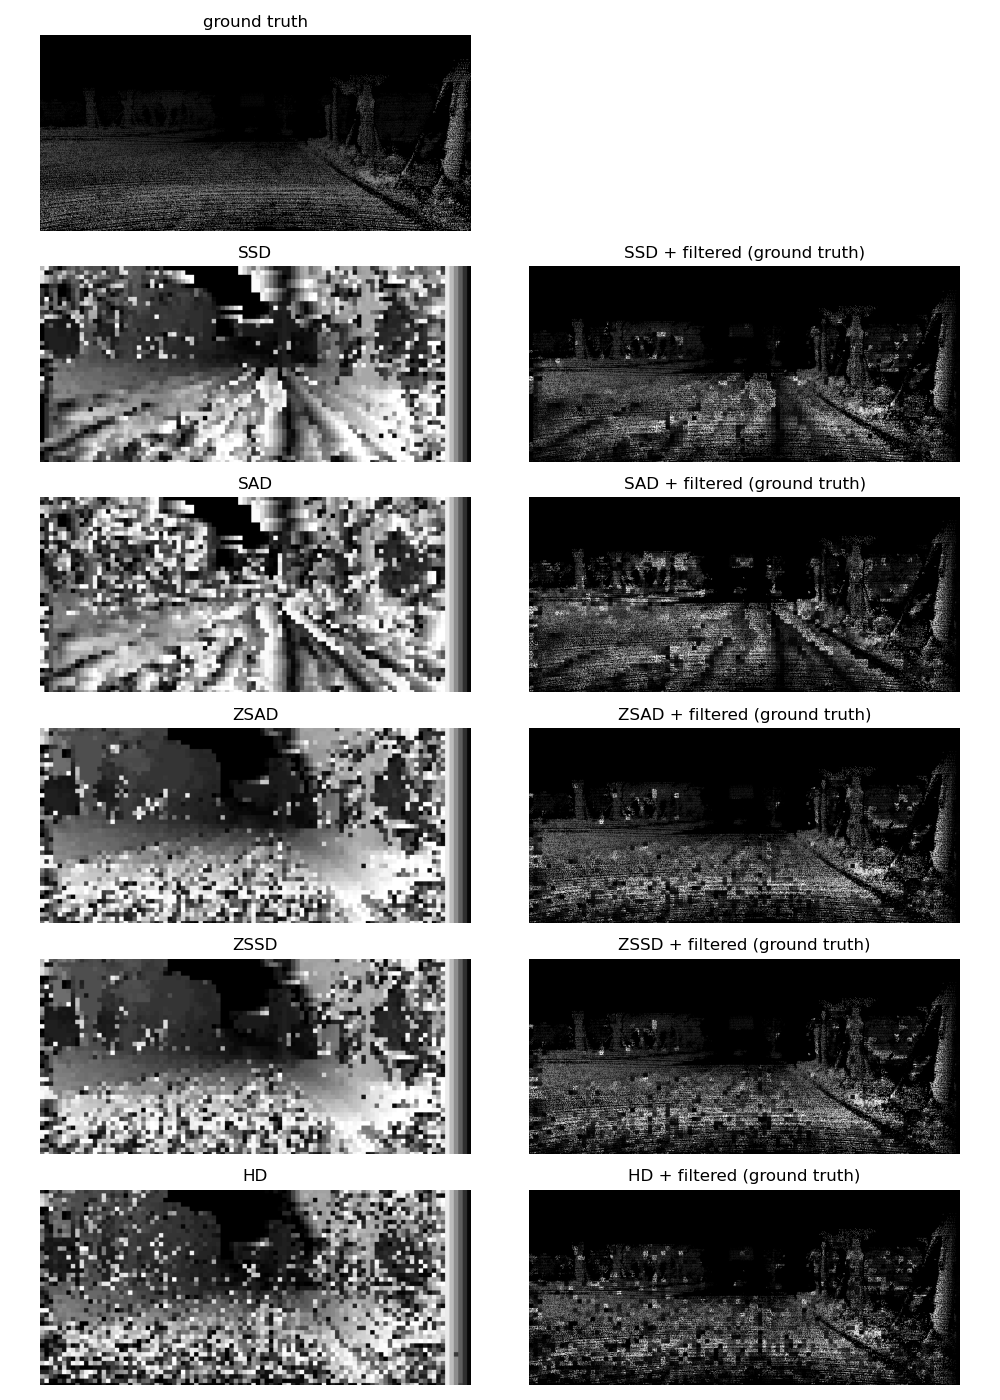 ground truth
SSD
SSD + filtered (ground truth)
SAD
SAD + filtered (ground truth)
ZSAD
ZSAD + filtered (ground truth)
ZSSD
ZSSD + filtered (ground truth)
HD
HD + filtered (ground truth)